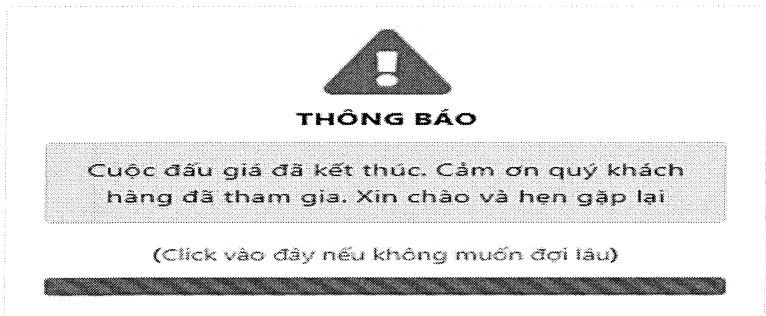 THÔNG BÁO
Cuộc đấu giá đã kết thúc. Cảm ơn quý khách
hàng đã tham gia. Xin chào và hẹn gặp lại
(Click vào đây nếu không muốn đợi lâu)